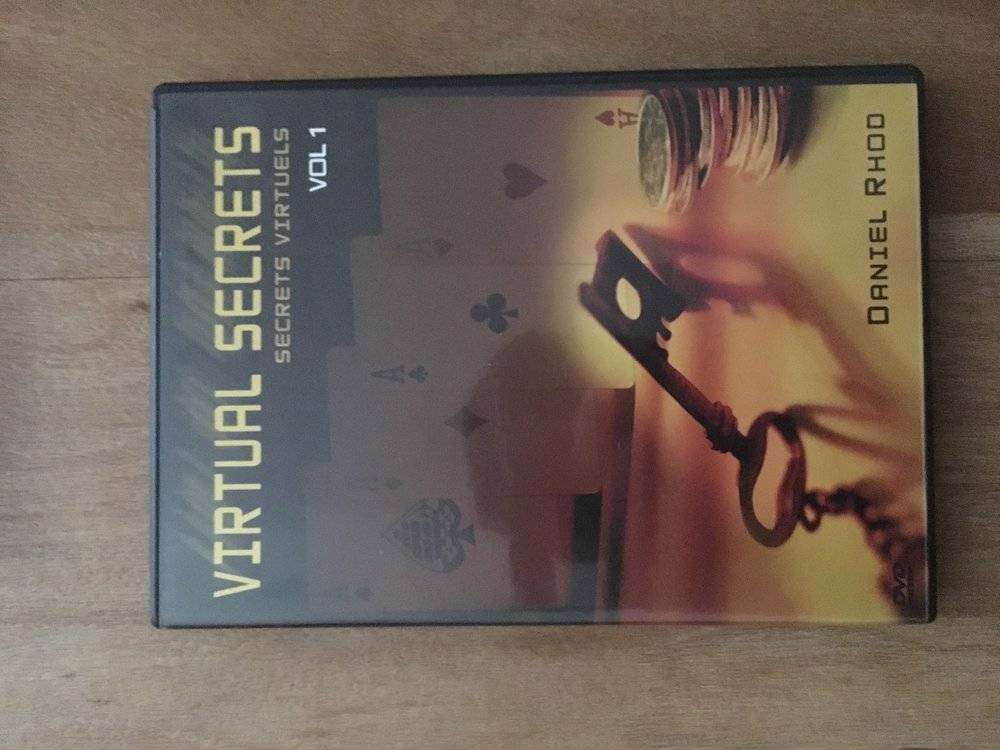 VIRTUAL SECRETS
SECRETS VIRTUELS
VOL 1
A
A
A
DANIEL RHOD
DVD